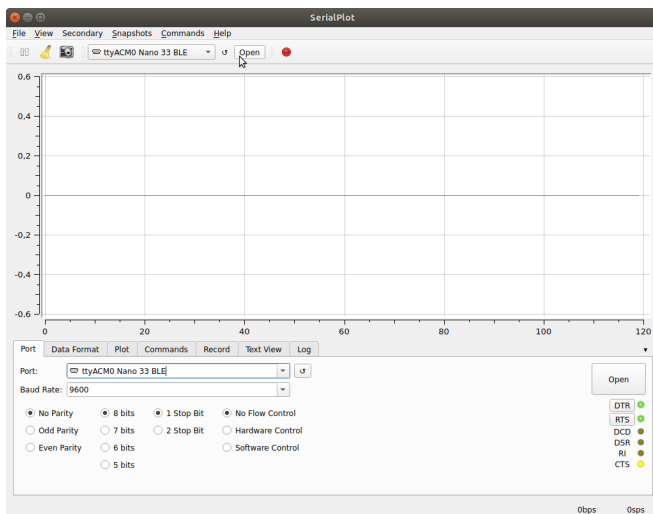 SerialPlot
File View Secondary Snapshots Commands Help
ttyACM0 Nano 33 BLE Open
0.6
0.4
0.2
0
-0.2
-0.4
-0.6
0 20 40 60 80 100 120
Port Data Format Plot Commands Record Text View Log
Port: ttyACM0 Nano 33 BLE
Open
Baud Rate: 9600
No Parity 8 bits 1 Stop Bit No Flow Control DTR
Odd Parity 7 bits 2 Stop Bit Hardware Control RTS
DCD
Even Parity 6 bits Software Control DSR
RI
5 bits CTS
0bps 0sps